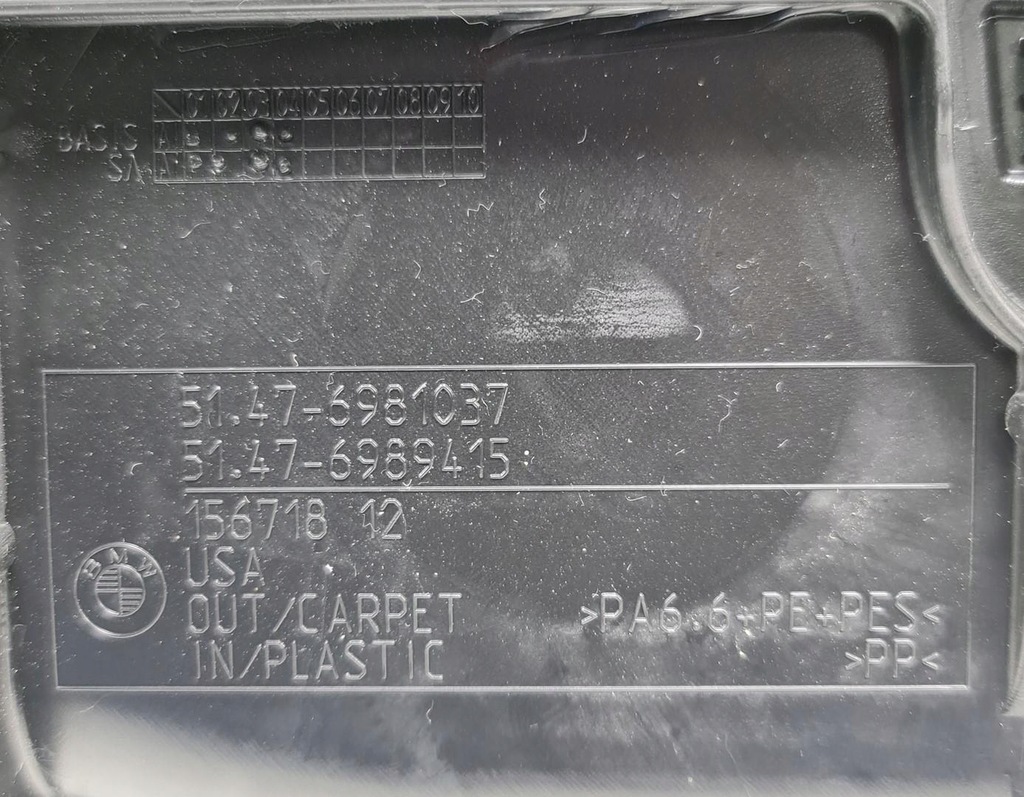 01 02 03 04 05 06 07 08 09 10
BASIS A
S/A
51.47-6981037
51.47-6989415
156718 12
BMW
USA
OUT/CARPET >PA6.6+PE+PES<
IN/PLASTIC >PP<